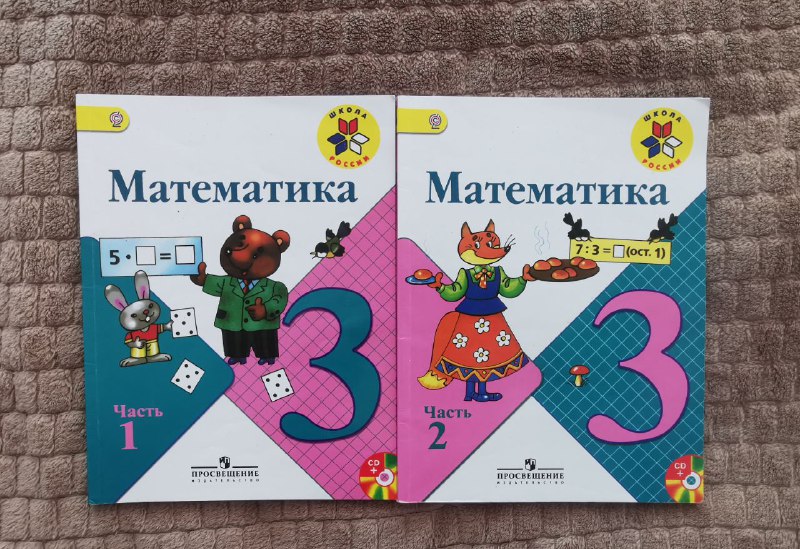 ШКОЛА РОССИИ
Математика
5 · □ = □
3
Часть
1
ПРОСВЕЩЕНИЕ
ИЗДАТЕЛЬСТВО
CD
+
ШКОЛА РОССИИ
Математика
7 : 3 = □ (ост. 1)
3
Часть
2
ПРОСВЕЩЕНИЕ
ИЗДАТЕЛЬСТВО
CD
+